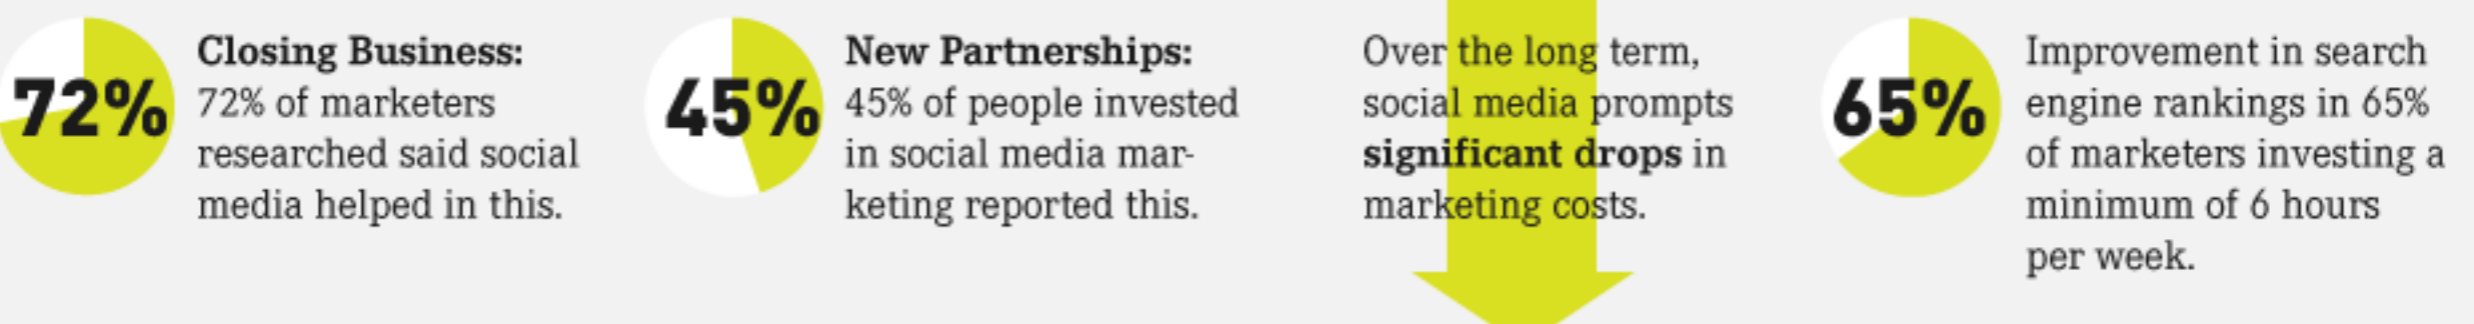 72%
Closing Business:
72% of marketers
researched said social
media helped in this.
45%
New Partnerships:
45% of people invested
in social media mar-
keting reported this.
Over the long term,
social media prompts
significant drops in
marketing costs.
65%
Improvement in search
engine rankings in 65%
of marketers investing a
minimum of 6 hours
per week.